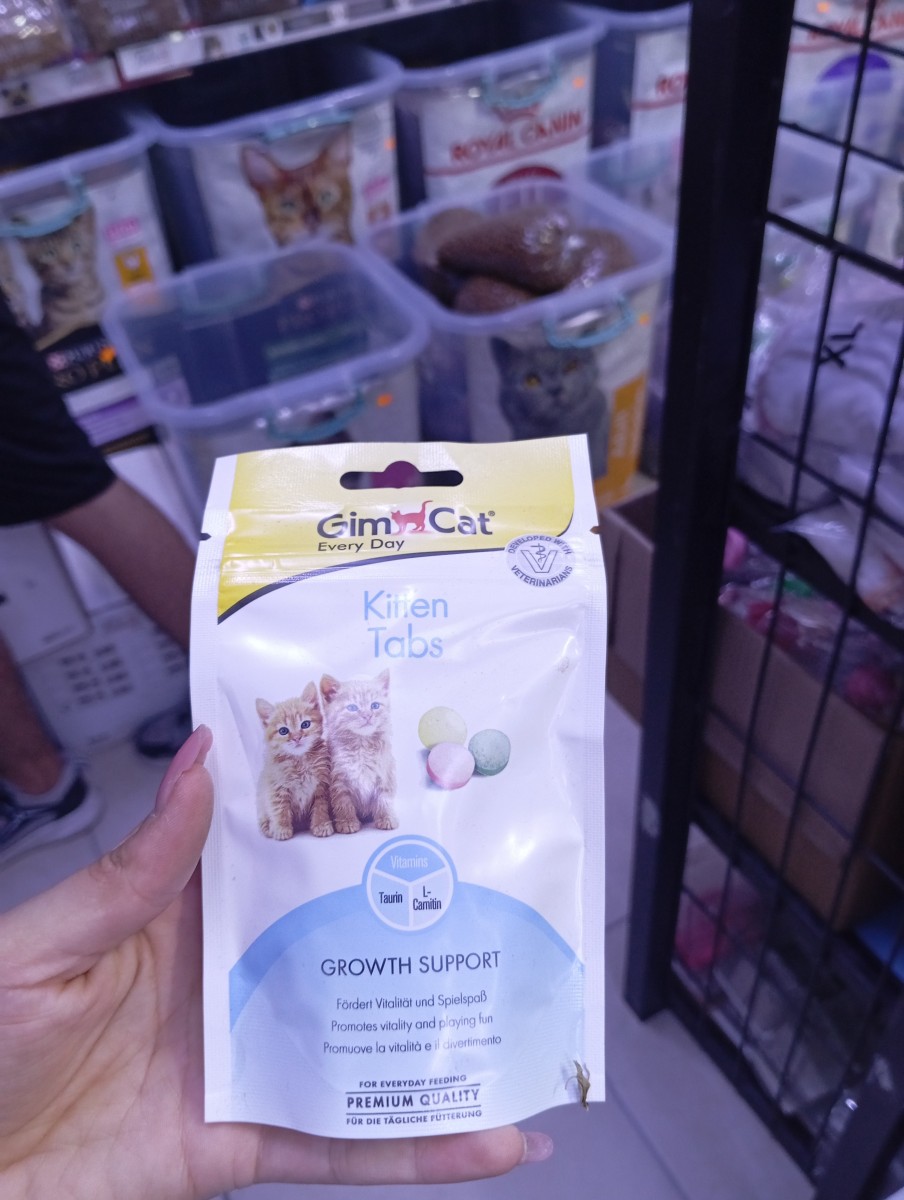 ROYAL CANIN
XL
GimCat®
Every Day
DEVELOPED WITH
VETERINARIANS
Kitten
Tabs
Vitamins
Taurin
L-
Carnitin
GROWTH SUPPORT
Fördert Vitalität und Spielspaß
Promotes vitality and playing fun
Promuove la vitalità e il divertimento
FOR EVERYDAY FEEDING
PREMIUM QUALITY
FÜR DIE TÄGLICHE FÜTTERUNG